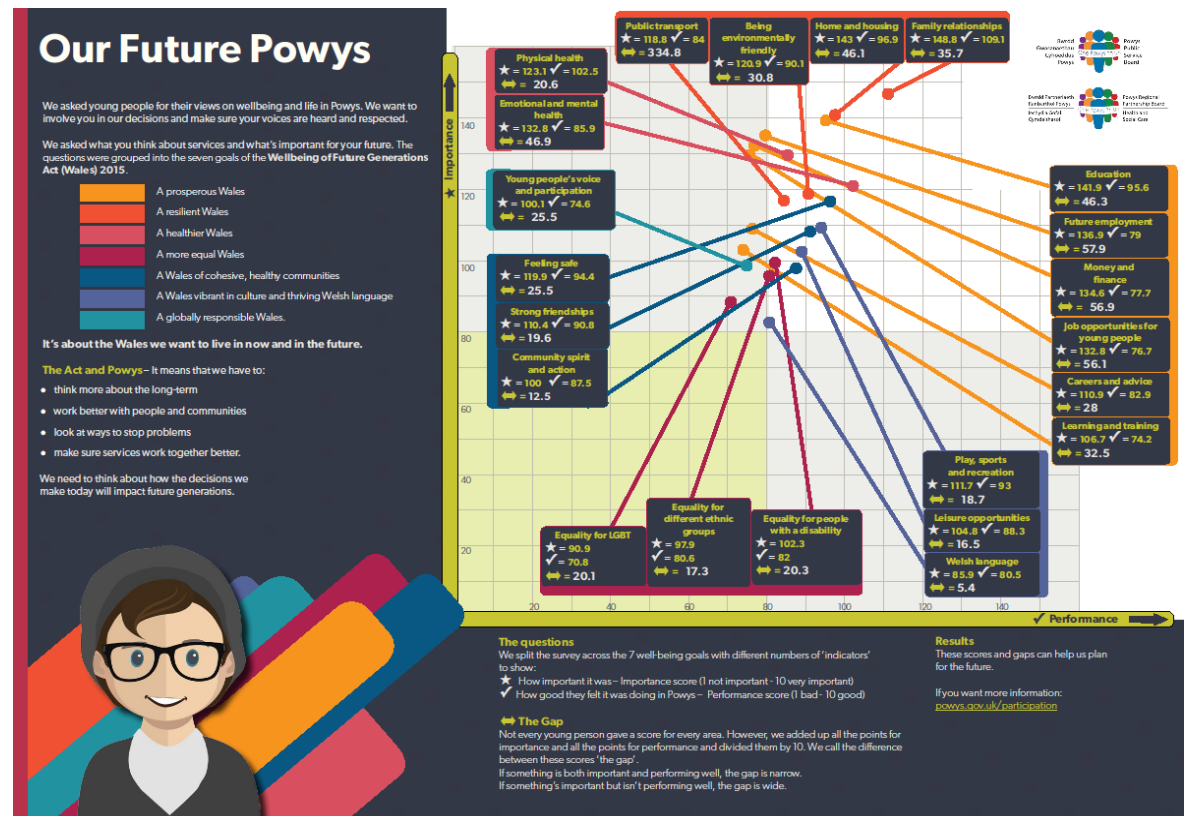 Our Future Powys
We asked young people for their views on wellbeing and life in Powys. We want to
involve you in our decisions and make sure your voices are heard and respected.
We asked what you think about services and what's important for your future. The
questions were grouped into the seven goals of the Wellbeing of Future Generations
Act (Wales) 2015.
A prosperous Wales
A resilient Wales
A healthier Wales
A more equal Wales
A Wales of cohesive, healthy communities
A Wales vibrant in culture and thriving Welsh language
A globally responsible Wales.
It's about the Wales we want to live in now and in the future.
The Act and Powys – It means that we have to:
• think more about the long-term
• work better with people and communities
• look at ways to stop problems
• make sure services work together better.
We need to think about how the decisions we
make today will impact future generations.
★ Importance
140
120
100
80
60
40
20
Physical health
★ = 123.1 ✓ = 102.5
⬌ = 20.6
Emotional and mental
health
★ = 132.8 ✓ = 85.9
⬌ = 46.9
Young people's voice
and participation
★ = 100.1 ✓ = 74.6
⬌ = 25.5
Feeling safe
★ = 119.9 ✓ = 94.4
⬌ = 25.5
Strong friendships
★ = 110.4 ✓ = 90.8
⬌ = 19.6
Community spirit
and action
★ = 100 ✓ = 87.5
⬌ = 12.5
Public transport
★ = 118.8 ✓ = 84
⬌ = 334.8
Being
environmentally
friendly
★ = 120.9 ✓ = 90.1
⬌ = 30.8
Home and housing
★ = 143 ✓ = 96.9
⬌ = 46.1
Family relationships
★ = 148.8 ✓ = 109.1
⬌ = 35.7
Bwrdd
Gwasanaethau
Cyhoeddus
Powys
Powys
Public
Service
Board
Powys Regional
Partnership Board
Health and
Social Care
Education
★ = 141.9 ✓ = 95.6
⬌ = 46.3
Future employment
★ = 136.9 ✓ = 79
⬌ = 57.9
Money and
finance
★ = 134.6 ✓ = 77.7
⬌ = 56.9
Job opportunities for
young people
★ = 132.8 ✓ = 76.7
⬌ = 56.1
Careers and advice
★ = 110.9 ✓ = 82.9
⬌ = 28
Learning and training
★ = 106.7 ✓ = 74.2
⬌ = 32.5
Play, sports
and recreation
★ = 111.7 ✓ = 93
⬌ = 18.7
Leisure opportunities
★ = 104.8 ✓ = 88.3
⬌ = 16.5
Welsh language
★ = 85.9 ✓ = 80.5
⬌ = 5.4
Equality for LGBT
★ = 90.9
✓ = 70.8
⬌ = 20.1
Equality for
different ethnic
groups
★ = 97.9
✓ = 80.6
⬌ = 17.3
Equality for people
with a disability
★ = 102.3
✓ = 82
⬌ = 20.3
20 40 60 80 100 120 140
✓ Performance
The questions
We split the survey across the 7 well-being goals with different numbers of 'indicators'
to show:
★ How important it was – Importance score (1 not important - 10 very important)
✓ How good they felt it was doing in Powys – Performance score (1 bad - 10 good)
⬌ The Gap
Not every young person gave a score for every area. However, we added up all the points for
importance and all the points for performance and divided them by 10. We call the difference
between these scores 'the gap'.
If something is both important and performing well, the gap is narrow.
If something's important but isn't performing well, the gap is wide.
Results
These scores and gaps can help us plan
for the future.
If you want more information:
powys.gov.uk/participation